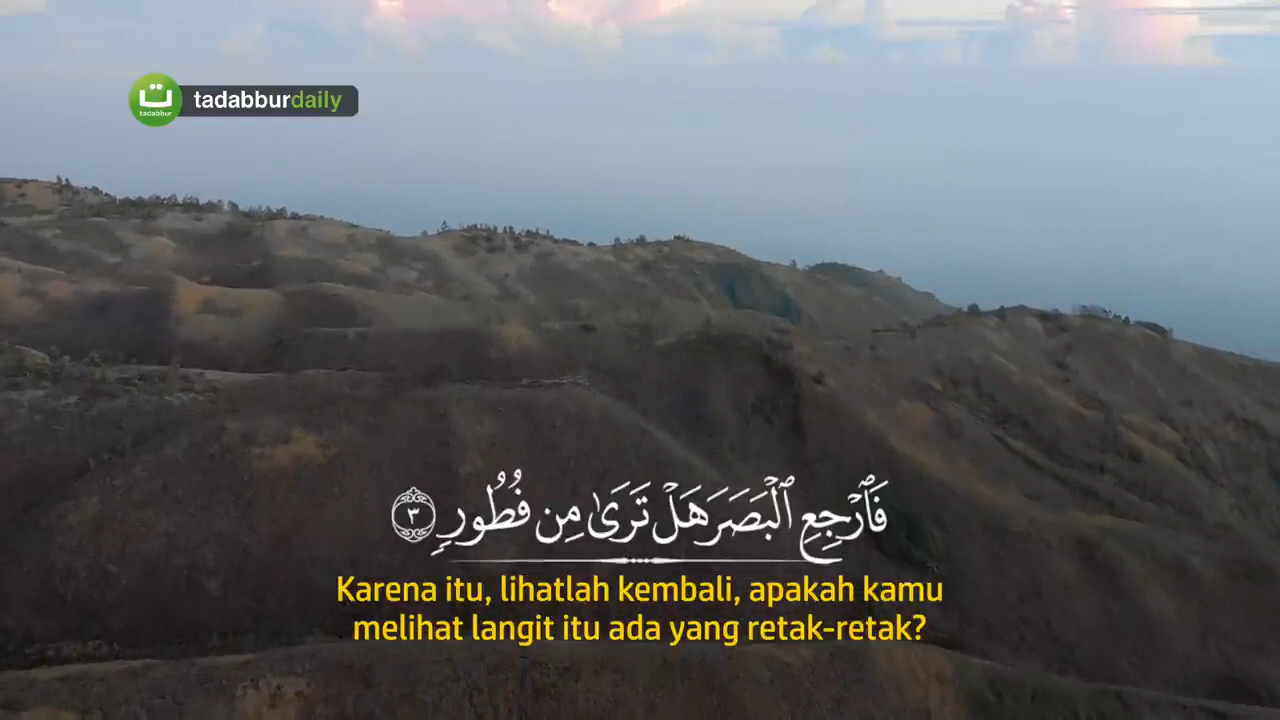 ت
tadabbur
tadabburdaily
فَٱرْجِعِ ٱلْبَصَرَ هَلْ تَرَىٰ مِن فُطُورٍ ٣
Karena itu, lihatlah kembali, apakah kamu
melihat langit itu ada yang retak-retak?